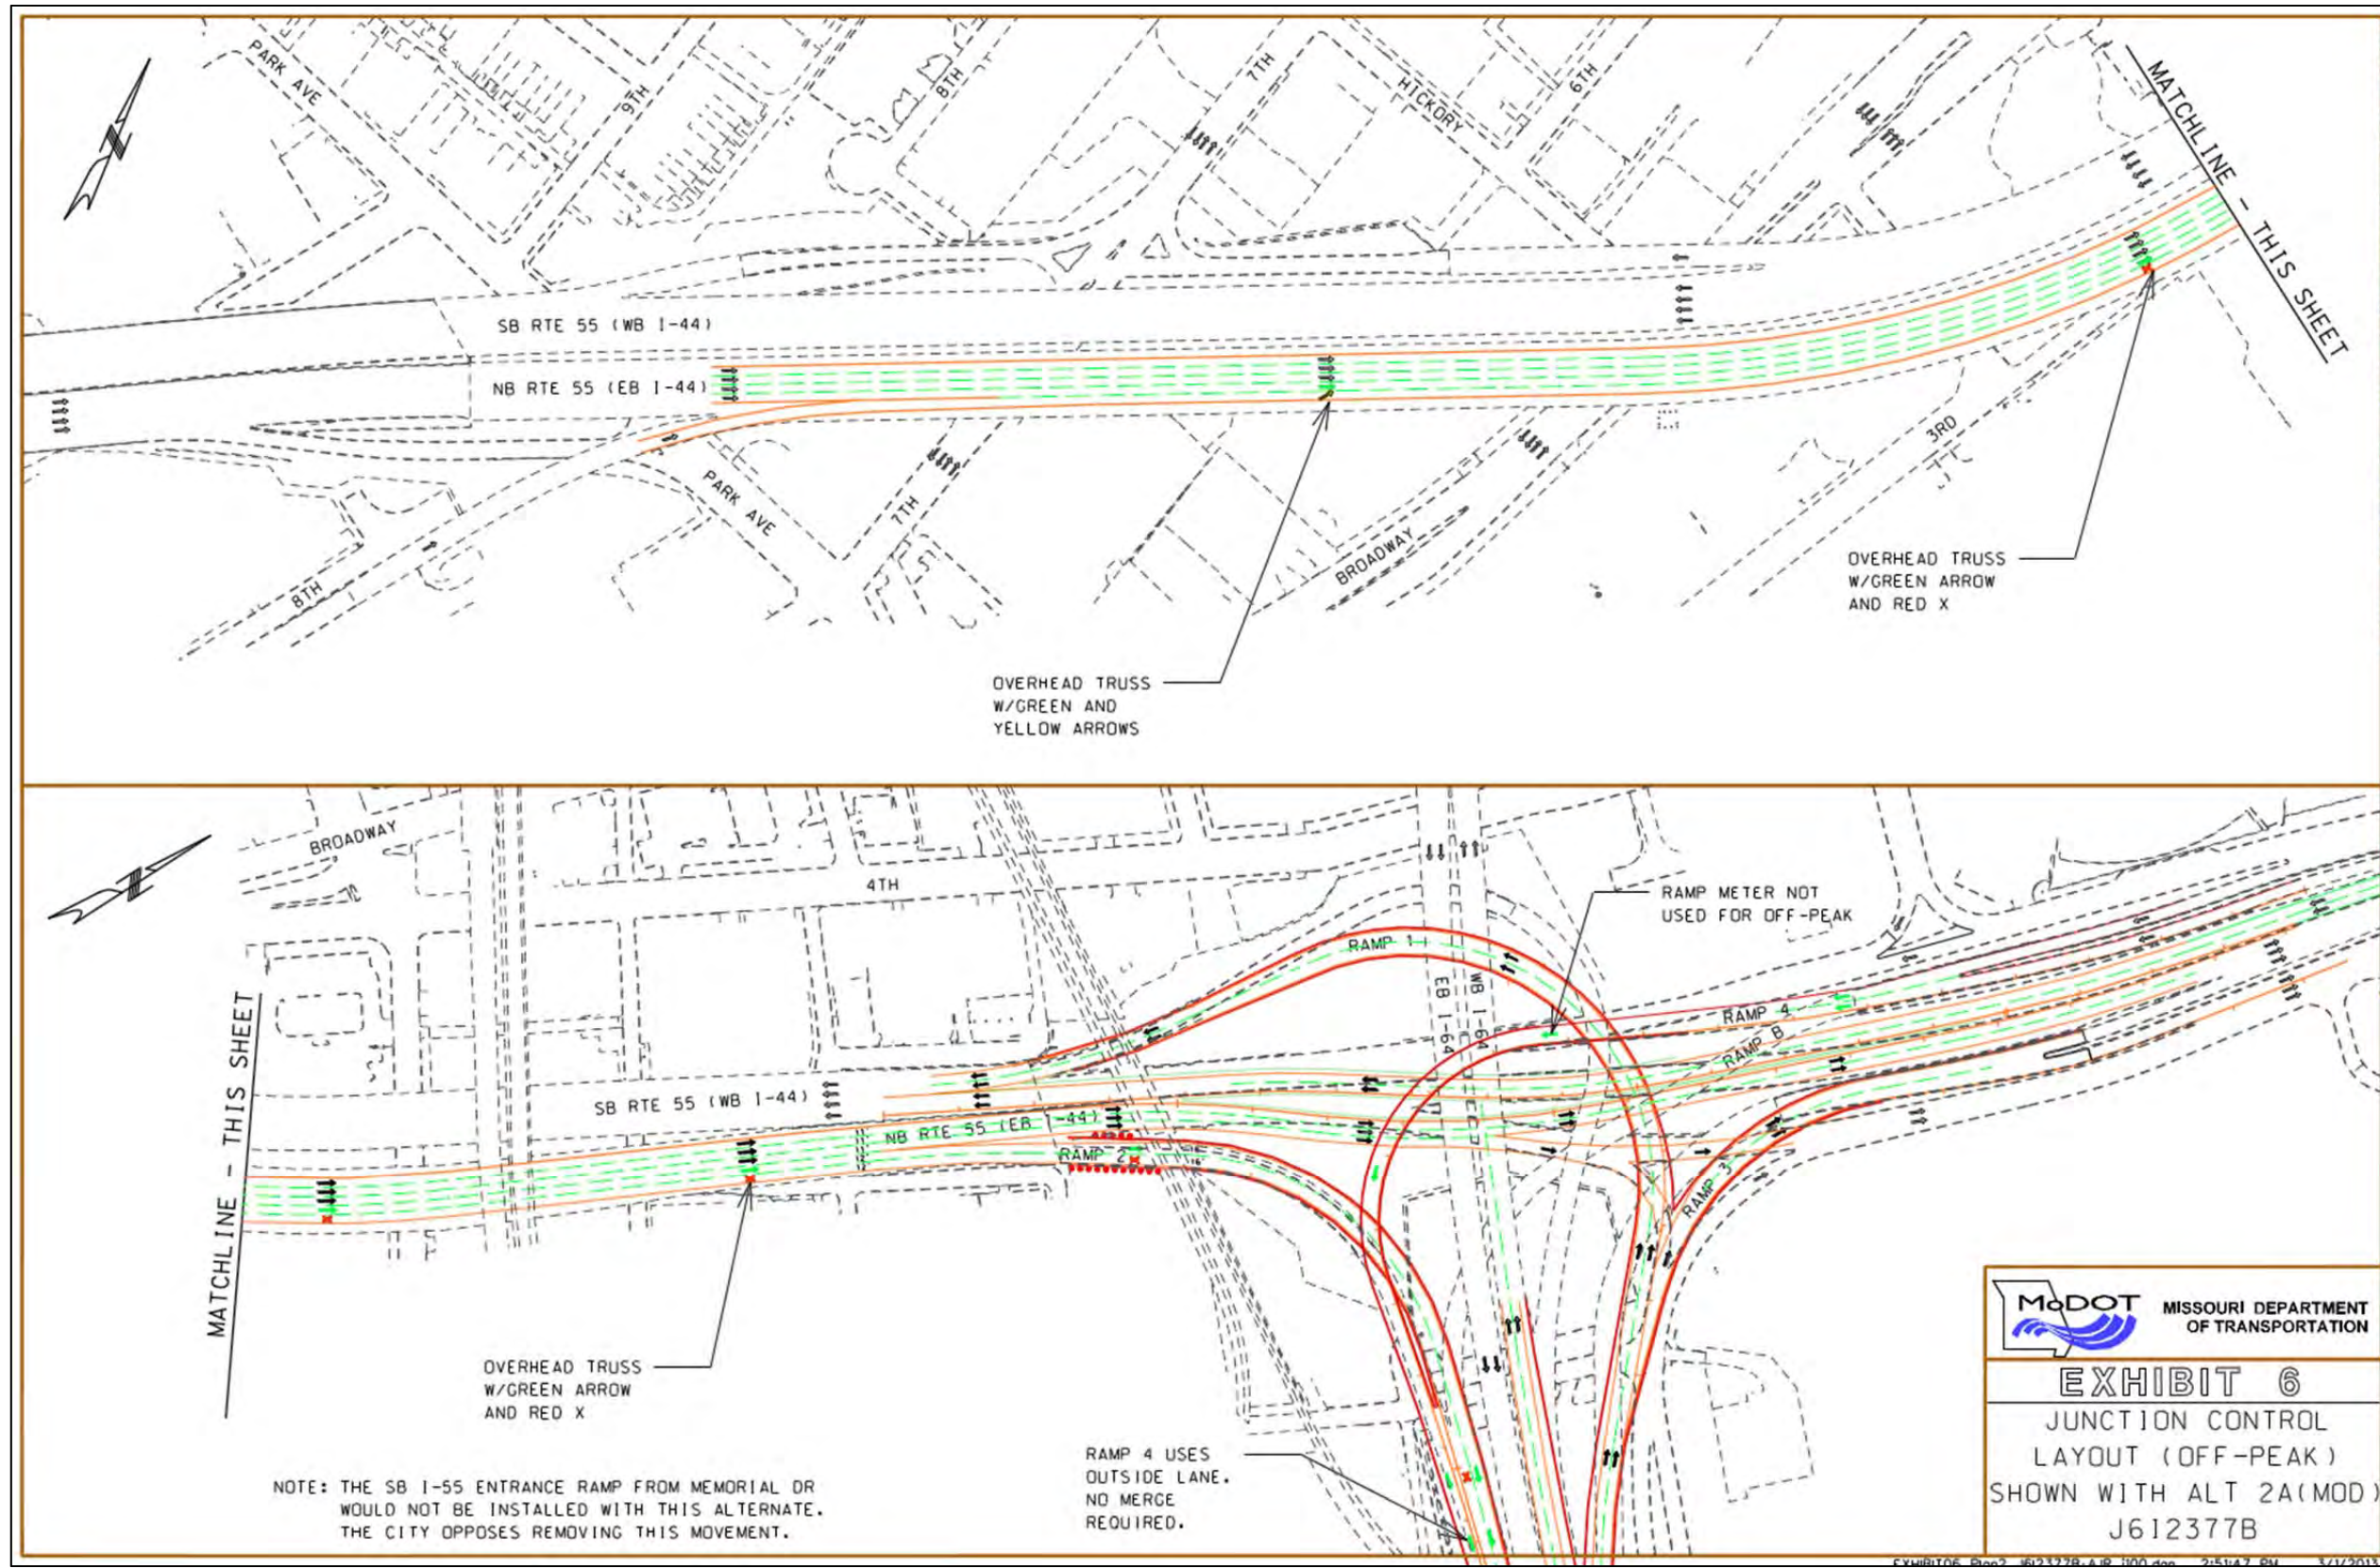 PARK AVE
9TH
8TH
7TH
HICKORY
6TH
MATCHLINE - THIS SHEET
SB RTE 55 (WB I-44)
NB RTE 55 (EB I-44)
PARK AVE
7TH
8TH
BROADWAY
3RD
OVERHEAD TRUSS
W/GREEN ARROW
AND RED X
OVERHEAD TRUSS
W/GREEN AND
YELLOW ARROWS
BROADWAY
4TH
RAMP METER NOT
USED FOR OFF-PEAK
RAMP 1
EB I-64
WB I-64
RAMP 4
RAMP B
SB RTE 55 (WB I-44)
NB RTE 55 (EB I-44)
RAMP 2
RAMP 3
MATCHLINE - THIS SHEET
OVERHEAD TRUSS
W/GREEN ARROW
AND RED X
RAMP 4 USES
OUTSIDE LANE.
NO MERGE
REQUIRED.
NOTE: THE SB I-55 ENTRANCE RAMP FROM MEMORIAL DR
WOULD NOT BE INSTALLED WITH THIS ALTERNATE.
THE CITY OPPOSES REMOVING THIS MOVEMENT.
MoDOT
MISSOURI DEPARTMENT
OF TRANSPORTATION
EXHIBIT 6
JUNCTION CONTROL
LAYOUT (OFF-PEAK)
SHOWN WITH ALT 2A(MOD)
J6I2377B
2:51:47 PM